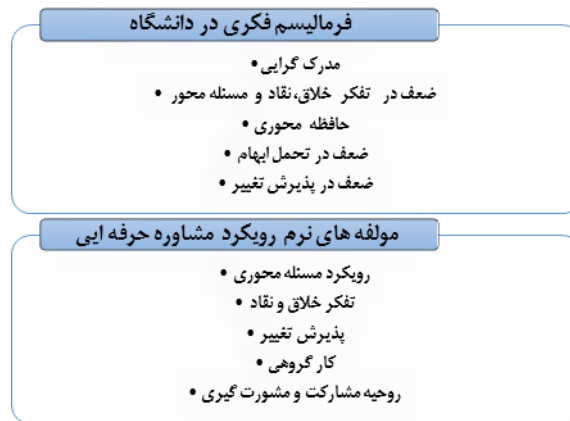 فرمالیسم فکری در دانشگاه
مدرک گرایی •
ضعف در تفکر خلاق،نقاد و مسئله محور •
حافظه محوری •
ضعف در تحمل ابهام •
ضعف در پذیرش تغییر •
مولفه های نرم رویکرد مشاوره حرفه ایی
رویکرد مسئله محوری •
تفکر خلاق و نقاد •
پذیرش تغییر •
کار گروهی •
روحیه مشارکت و مشورت گیری •